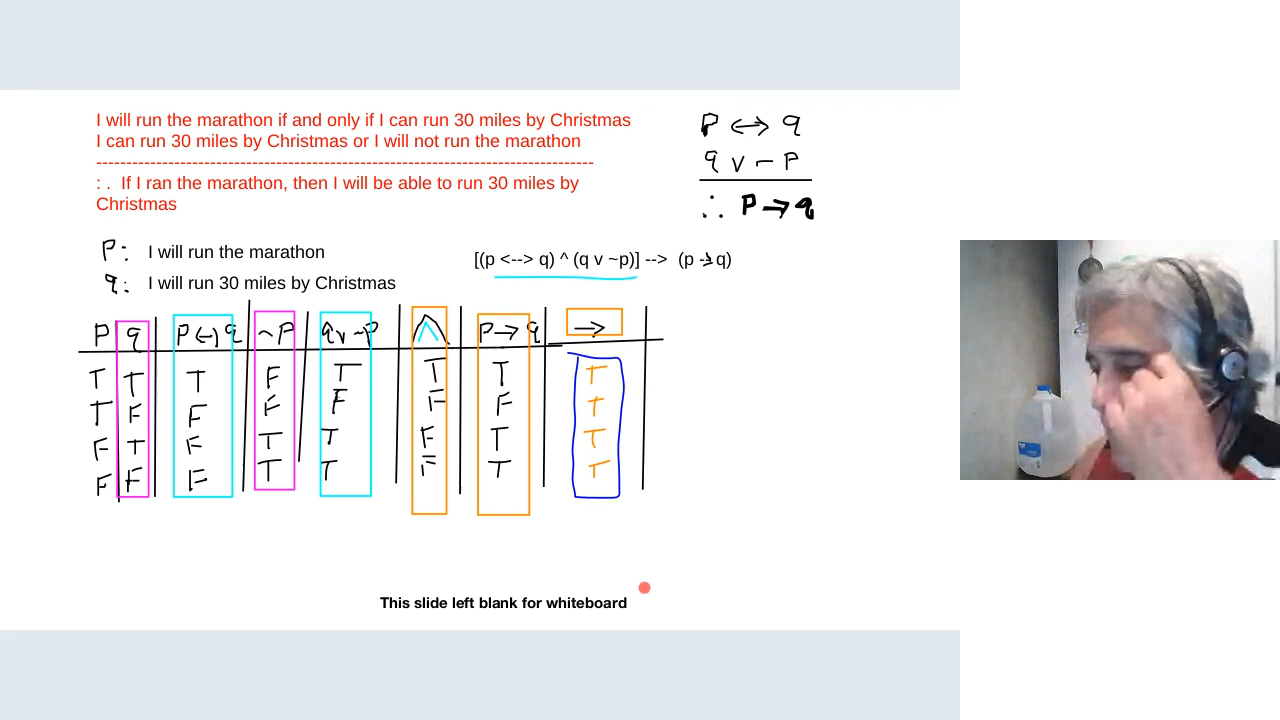 I will run the marathon if and only if I can run 30 miles by Christmas
I can run 30 miles by Christmas or I will not run the marathon
--------------------------------------------------------------------------------
: . If I ran the marathon, then I will be able to run 30 miles by
Christmas
P ↔ q
q v ~ P
∴ P → q
P: I will run the marathon
q: I will run 30 miles by Christmas
[(p <--> q) ^ (q v ~p)] --> (p → q)
P q P↔q ~P q v ~P ∧ P→q →
T T T F T T T T
T F F F F F F T
F T F T T F T T
F F F T T F T T
This slide left blank for whiteboard